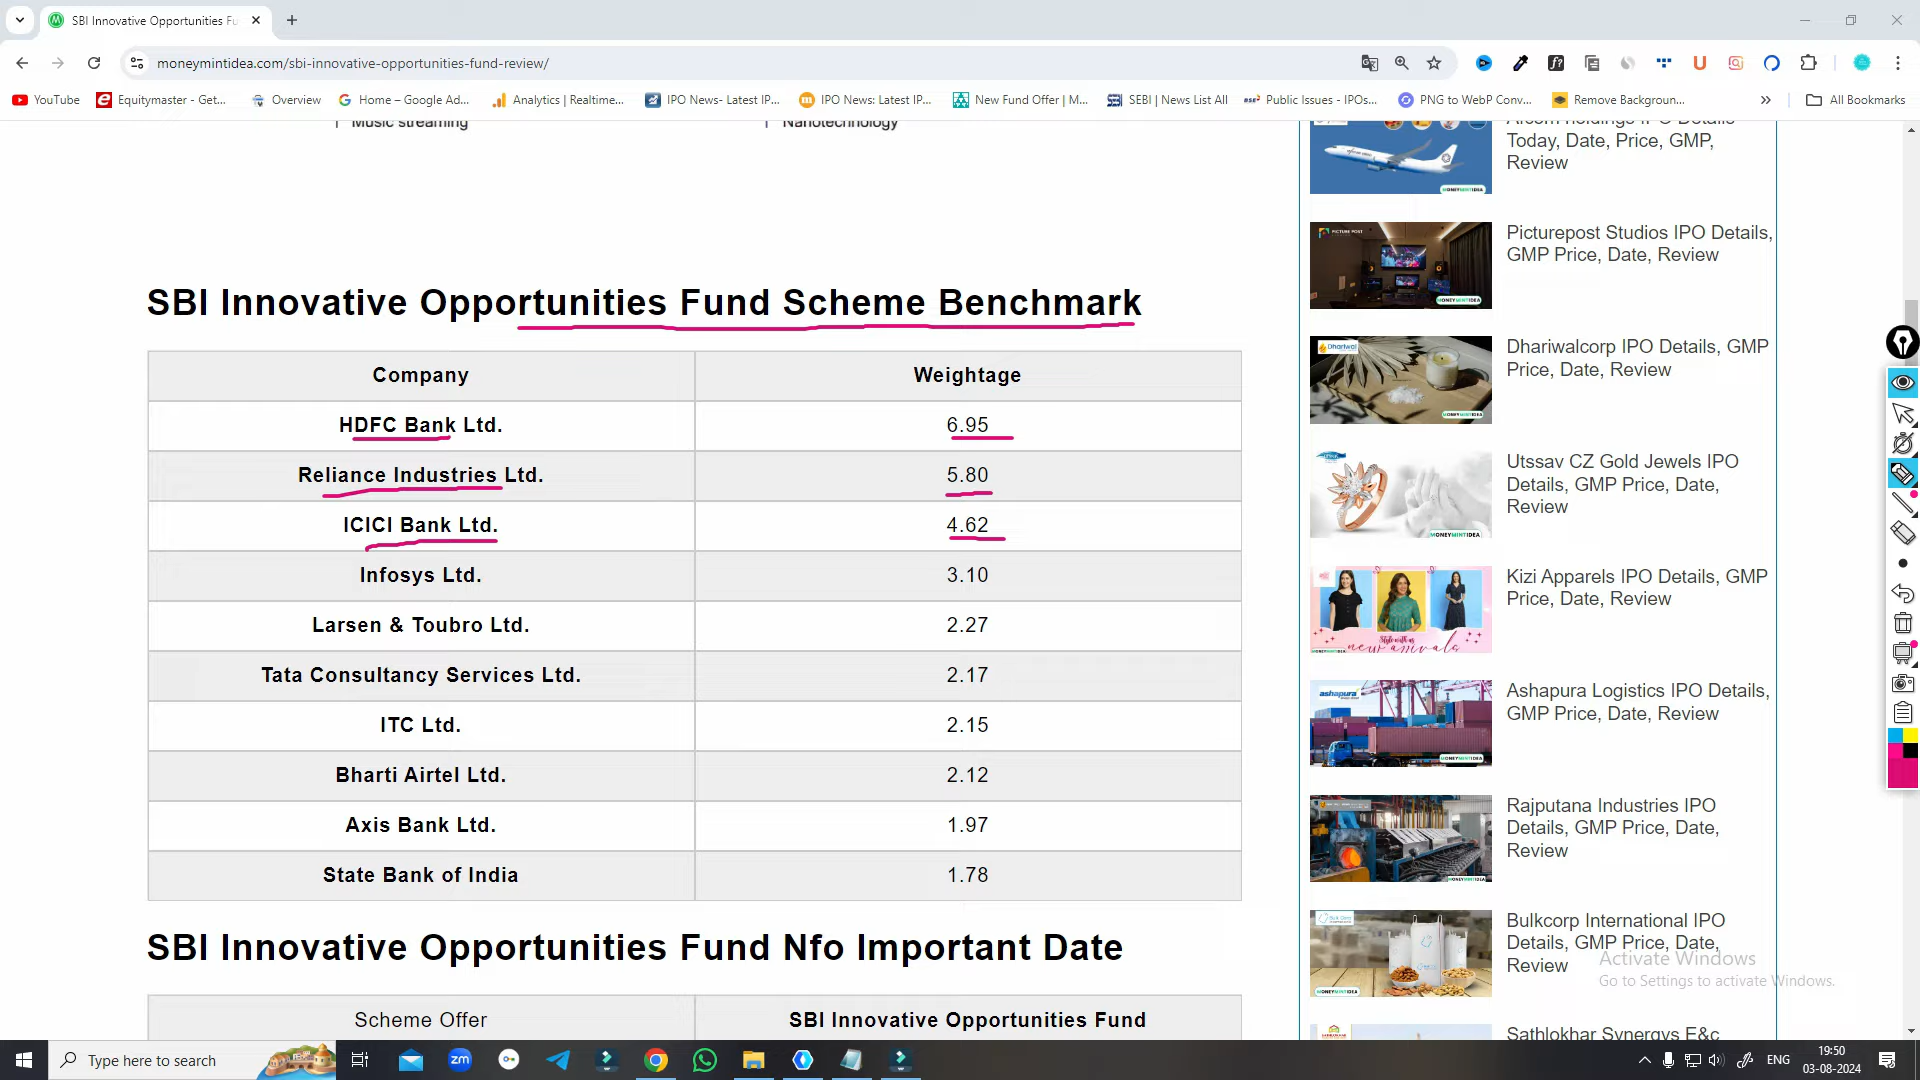 SBI Innovative Opportunities Fu
moneymintidea.com/sbi-innovative-opportunities-fund-review/
YouTube
Equitymaster - Get...
Overview
Home – Google Ad...
Analytics | Realtime...
IPO News- Latest IP...
IPO News: Latest IP...
New Fund Offer | M...
SEBI | News List All
Public Issues - IPOs...
PNG to WebP Conv...
Remove Backgroun...
All Bookmarks
Music streaming
Nanotechnology
SBI Innovative Opportunities Fund Scheme Benchmark
Company Weightage
HDFC Bank Ltd. 6.95
Reliance Industries Ltd. 5.80
ICICI Bank Ltd. 4.62
Infosys Ltd. 3.10
Larsen & Toubro Ltd. 2.27
Tata Consultancy Services Ltd. 2.17
ITC Ltd. 2.15
Bharti Airtel Ltd. 2.12
Axis Bank Ltd. 1.97
State Bank of India 1.78
SBI Innovative Opportunities Fund Nfo Important Date
Scheme Offer SBI Innovative Opportunities Fund
Today, Date, Price, GMP,
Review
Picturepost Studios IPO Details,
GMP Price, Date, Review
Dhariwalcorp IPO Details, GMP
Price, Date, Review
Utssav CZ Gold Jewels IPO
Details, GMP Price, Date,
Review
Kizi Apparels IPO Details, GMP
Price, Date, Review
Ashapura Logistics IPO Details,
GMP Price, Date, Review
Rajputana Industries IPO
Details, GMP Price, Date,
Review
Bulkcorp International IPO
Details, GMP Price, Date,
Review
Sathlokhar Synergys E&c
Activate Windows
Go to Settings to activate Windows.
Type here to search
ENG
19:50
03-08-2024